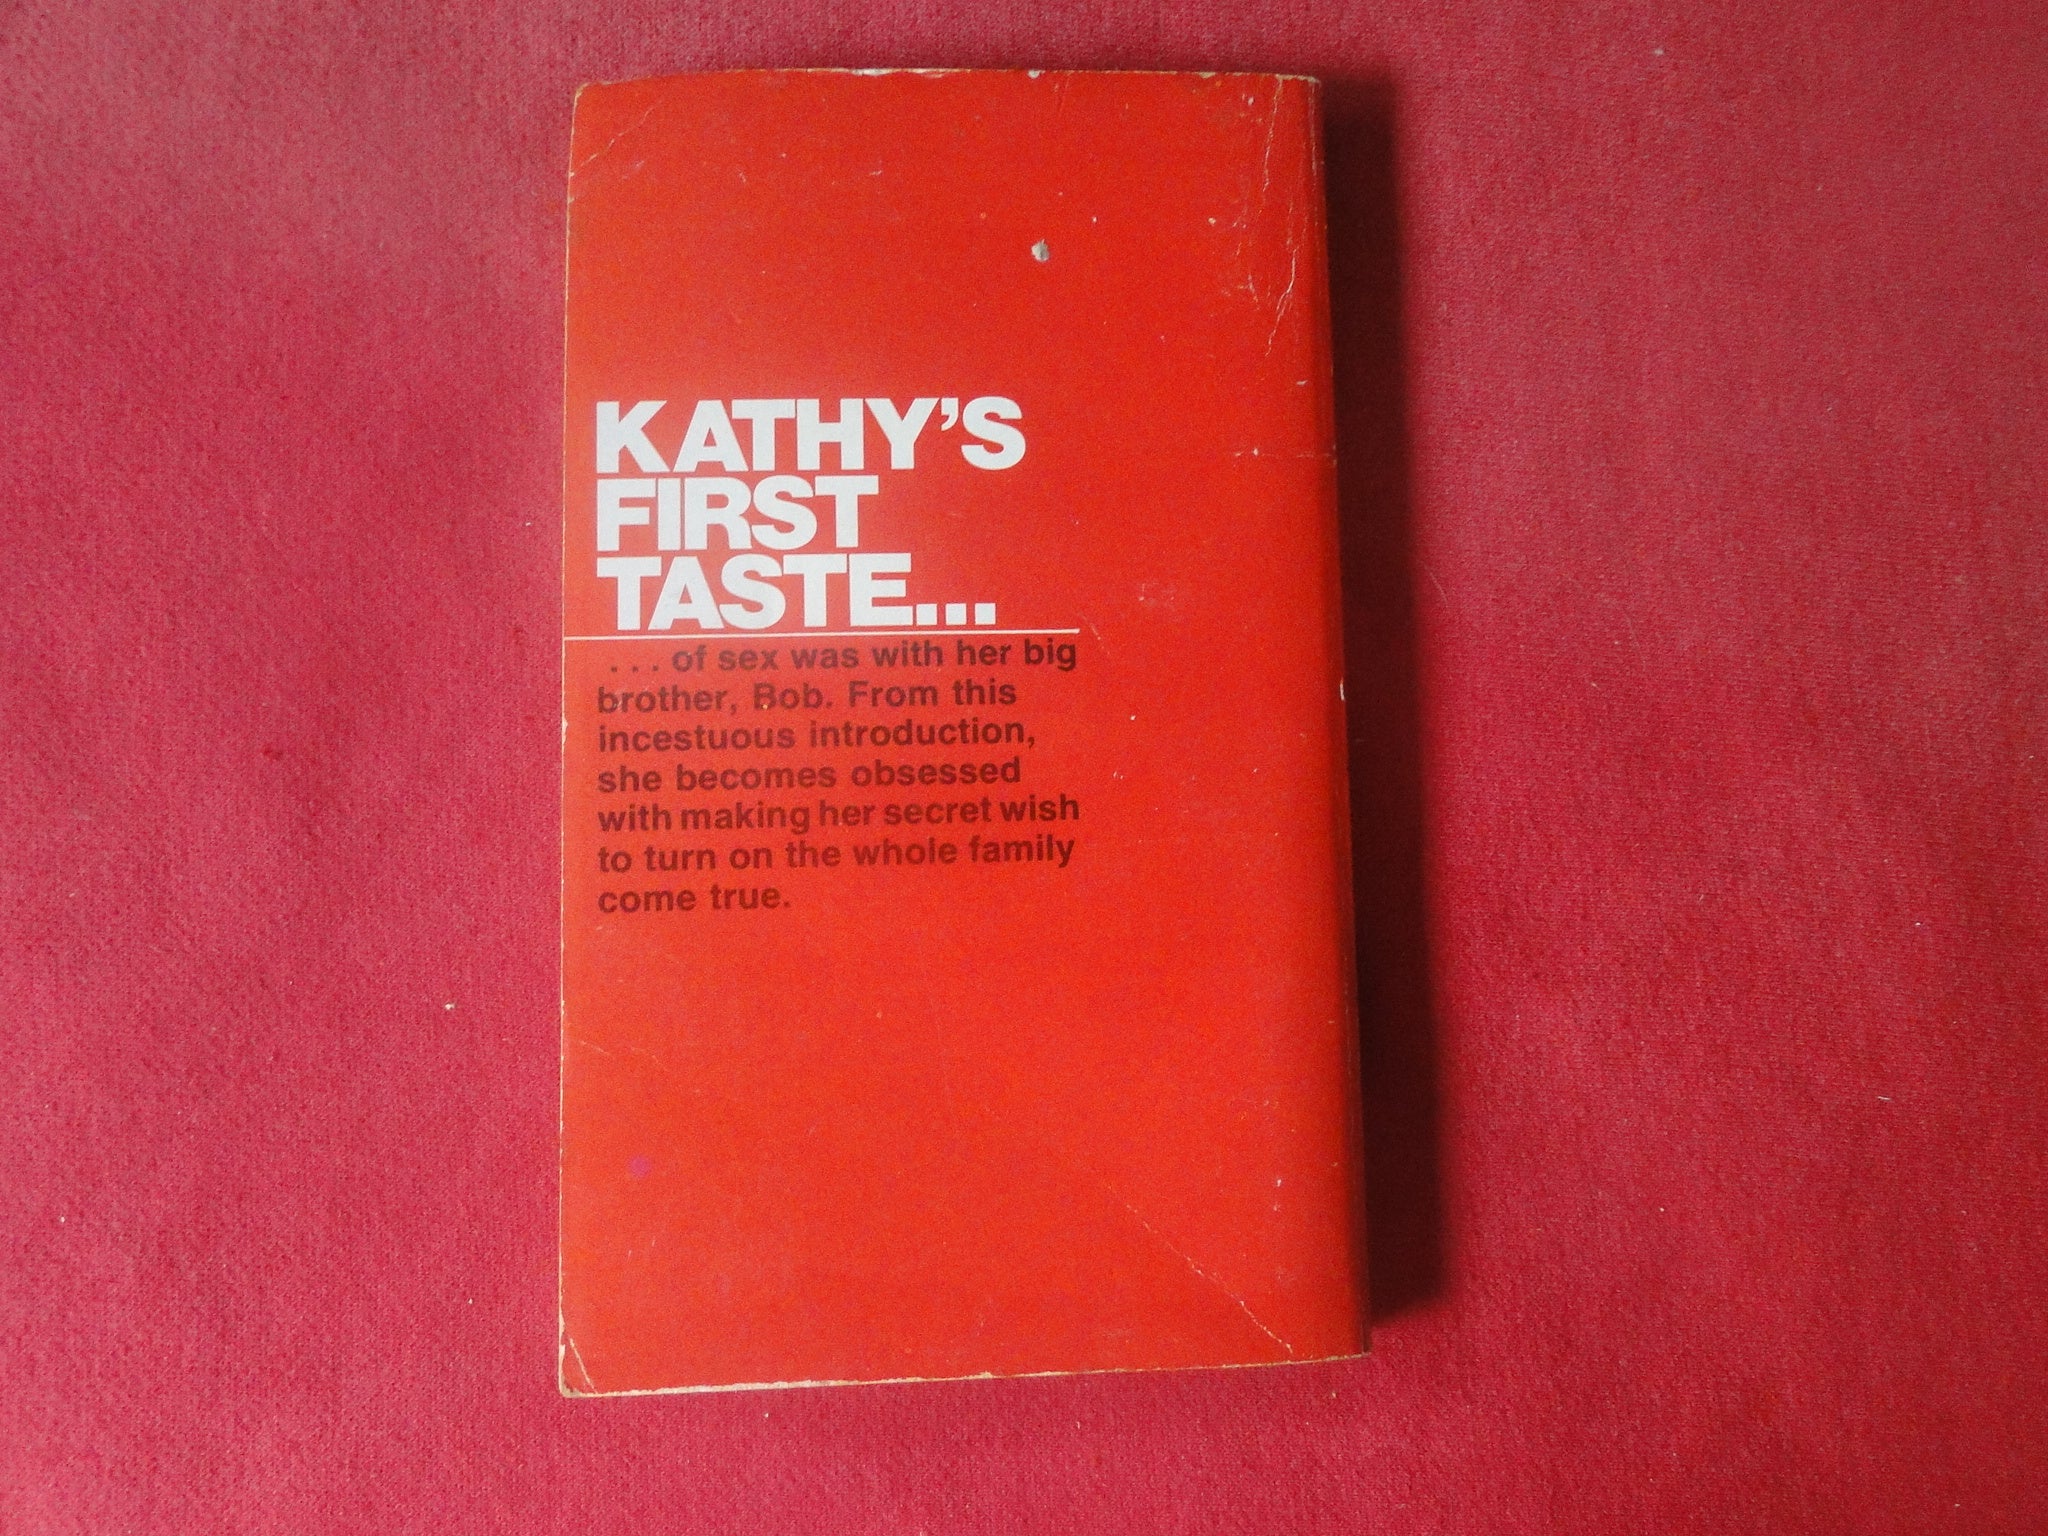 KATHY'S
FIRST
TASTE...
...of sex was with her big
brother, Bob. From this
incestuous introduction,
she becomes obsessed
with making her secret wish
to turn on the whole family
come true.